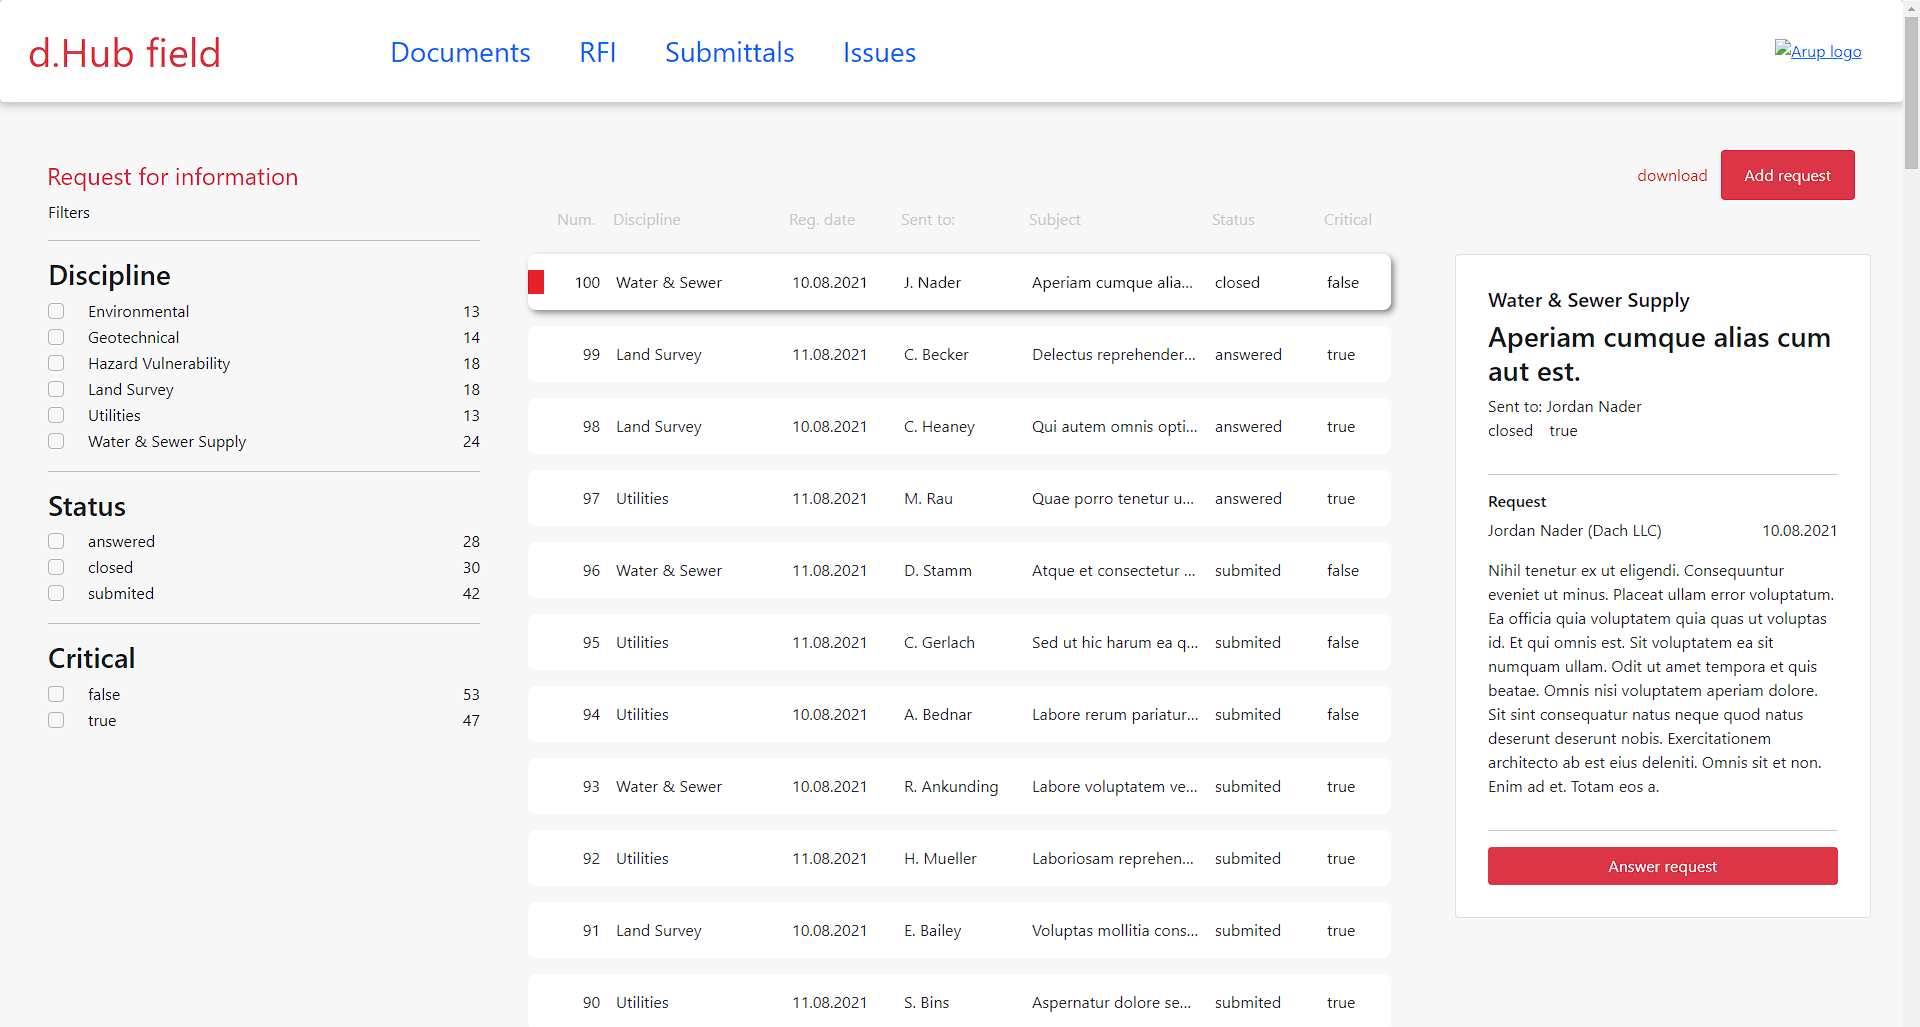 d.Hub field
Documents RFI Submittals Issues
Arup logo
Request for information
download
Add request
Filters
Discipline
Environmental 13
Geotechnical 14
Hazard Vulnerability 18
Land Survey 18
Utilities 13
Water & Sewer Supply 24
Status
answered 28
closed 30
submited 42
Critical
false 53
true 47
Num. Discipline Reg. date Sent to: Subject Status Critical
100 Water & Sewer 10.08.2021 J. Nader Aperiam cumque alia... closed false
99 Land Survey 11.08.2021 C. Becker Delectus reprehender... answered true
98 Land Survey 10.08.2021 C. Heaney Qui autem omnis opti... answered true
97 Utilities 11.08.2021 M. Rau Quae porro tenetur u... answered true
96 Water & Sewer 11.08.2021 D. Stamm Atque et consectetur ... submited false
95 Utilities 11.08.2021 C. Gerlach Sed ut hic harum ea q... submited false
94 Utilities 10.08.2021 A. Bednar Labore rerum pariatur... submited false
93 Water & Sewer 10.08.2021 R. Ankunding Labore voluptatem ve... submited true
92 Utilities 11.08.2021 H. Mueller Laboriosam reprehen... submited true
91 Land Survey 10.08.2021 E. Bailey Voluptas mollitia cons... submited true
90 Utilities 11.08.2021 S. Bins Aspernatur dolore se... submited true
Water & Sewer Supply
Aperiam cumque alias cum
aut est.
Sent to: Jordan Nader
closed true
Request
Jordan Nader (Dach LLC) 10.08.2021
Nihil tenetur ex ut eligendi. Consequuntur
eveniet ut minus. Placeat ullam error voluptatum.
Ea officia quia voluptatem quia quas ut voluptas
id. Et qui omnis est. Sit voluptatem ea sit
numquam ullam. Odit ut amet tempora et quis
beatae. Omnis nisi voluptatem aperiam dolore.
Sit sint consequatur natus neque quod natus
deserunt deserunt nobis. Exercitationem
architecto ab est eius deleniti. Omnis sit et non.
Enim ad et. Totam eos a.
Answer request